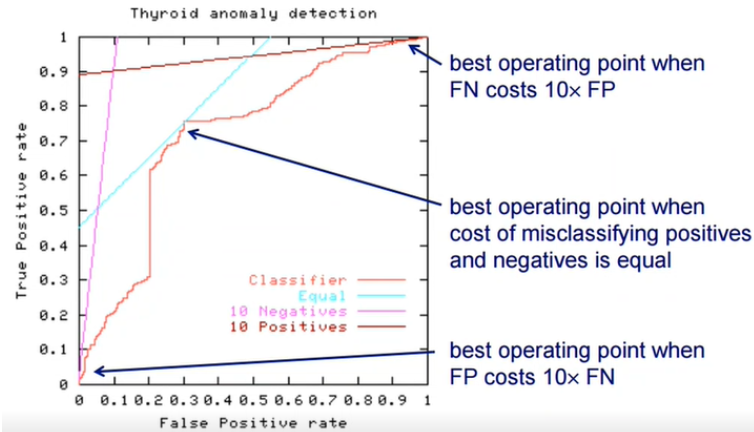 Thyroid anomaly detection
True Positive rate
1
0.9
0.8
0.7
0.6
0.5
0.4
0.3
0.2
0.1
0
Classifier
Equal
10 Negatives
10 Positives
0 0.1 0.2 0.3 0.4 0.5 0.6 0.7 0.8 0.9 1
False Positive rate
best operating point when
FN costs 10× FP
best operating point when
cost of misclassifying positives
and negatives is equal
best operating point when
FP costs 10× FN